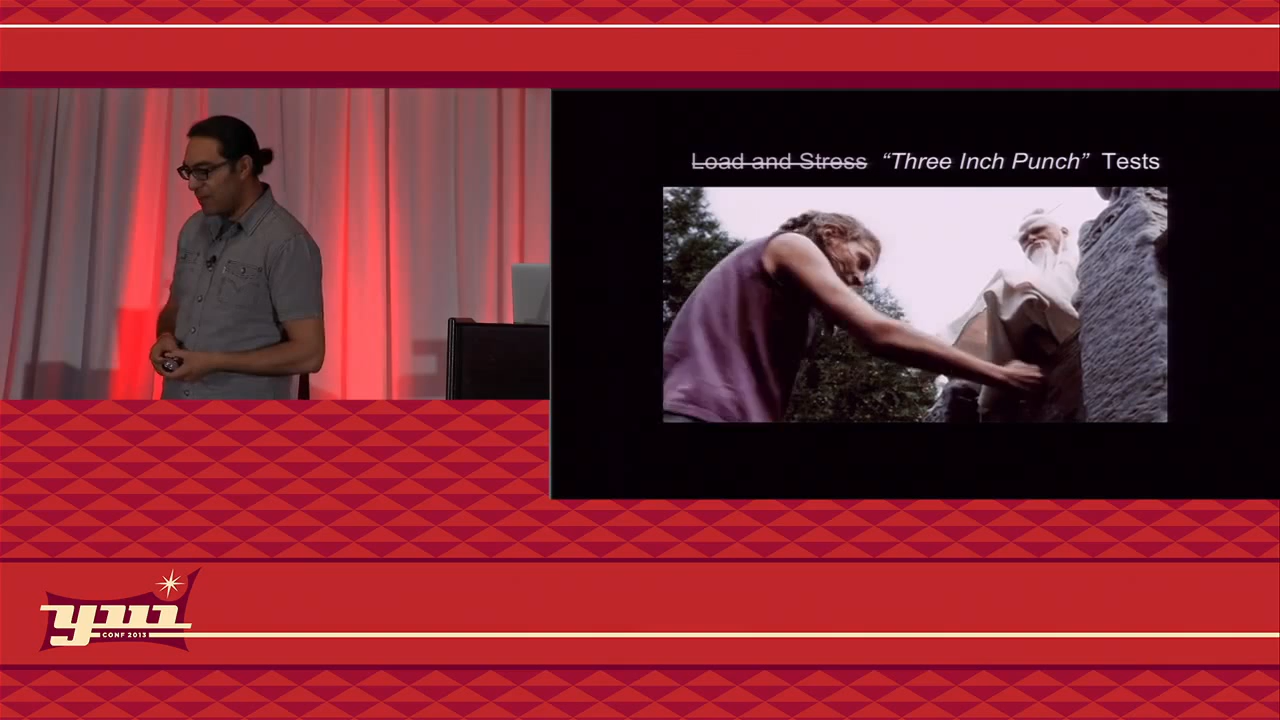 Load and Stress “Three Inch Punch” Tests
yui
CONF 2013